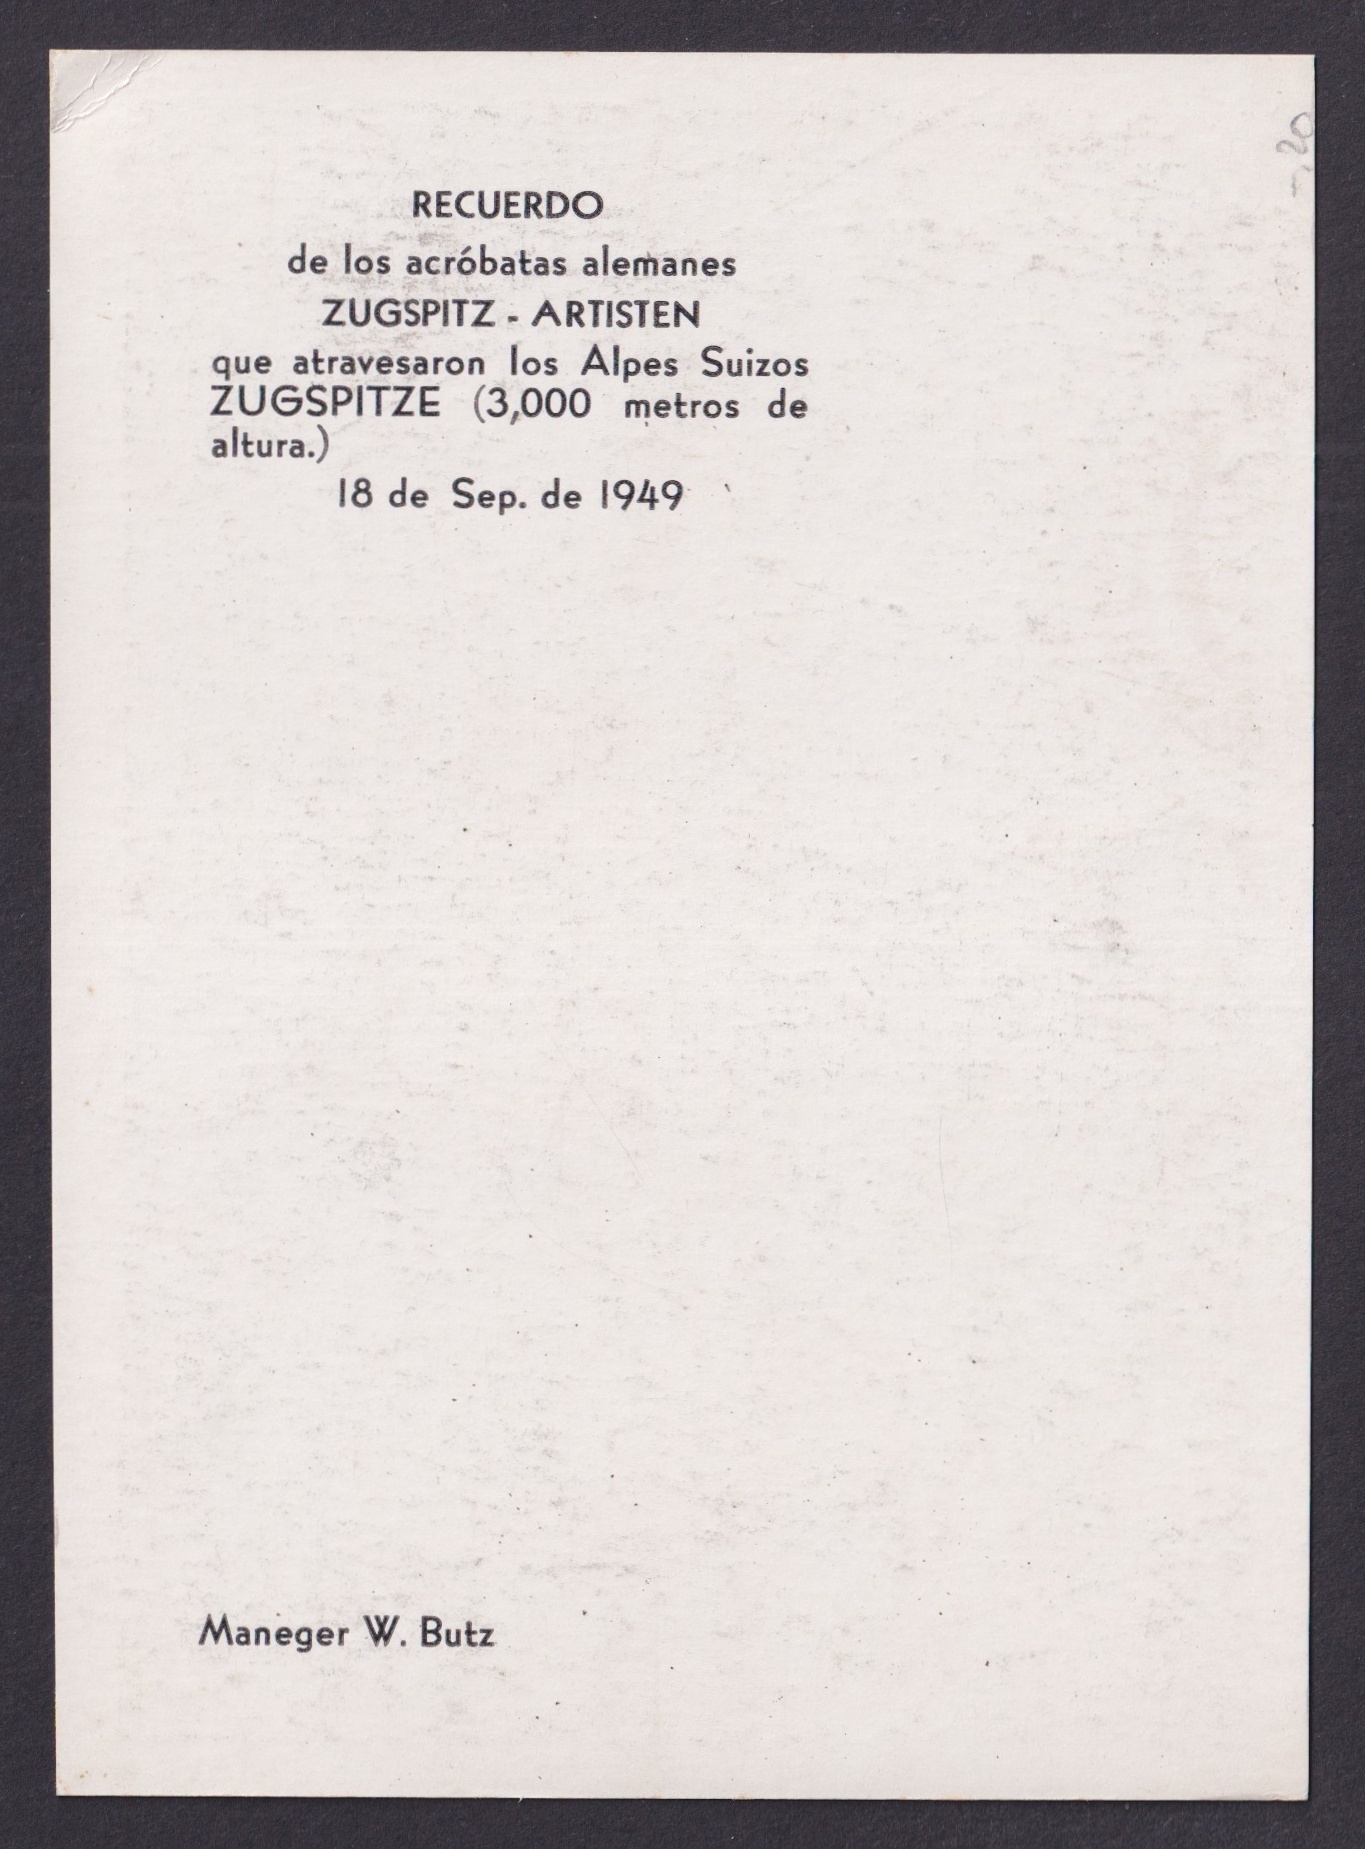 RECUERDO
de los acróbatas alemanes
ZUGSPITZ - ARTISTEN
que atravesaron los Alpes Suizos
ZUGSPITZE (3,000 metros de
altura.)
18 de Sep. de 1949
Maneger W. Butz
-,20